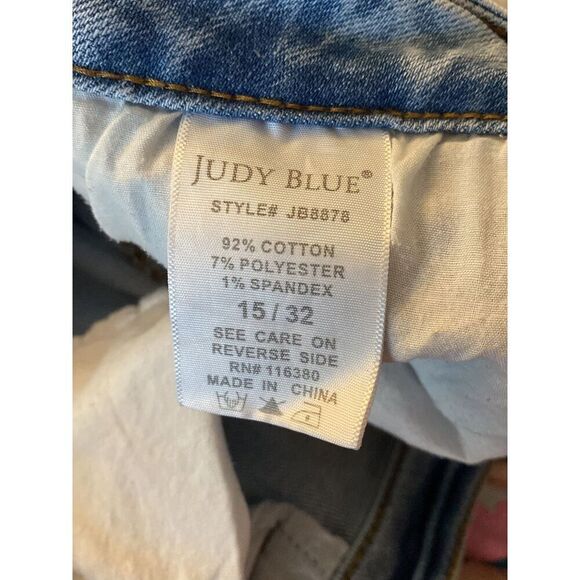 JUDY BLUE®
STYLE# JB8878
92% COTTON
7% POLYESTER
1% SPANDEX
15 / 32
SEE CARE ON
REVERSE SIDE
RN# 116380
MADE IN CHINA